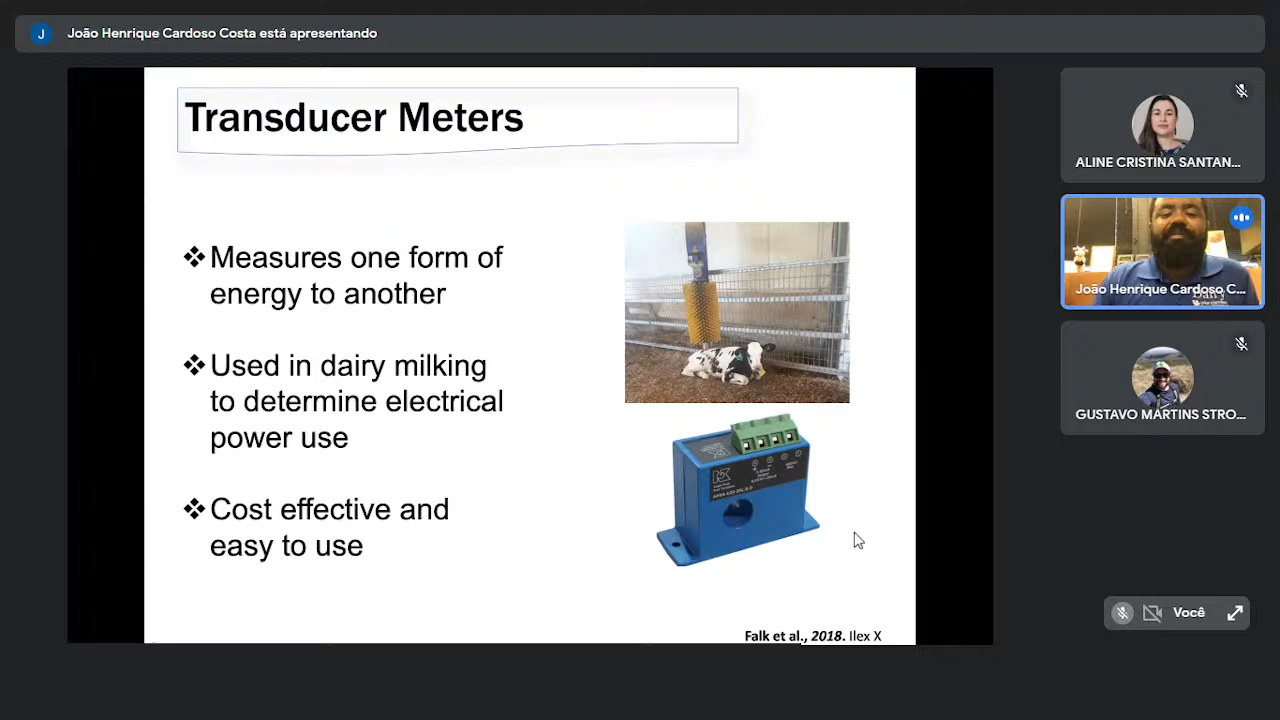 J
João Henrique Cardoso Costa está apresentando
Transducer Meters
❖Measures one form of
energy to another
❖Used in dairy milking
to determine electrical
power use
❖Cost effective and
easy to use
NK
Falk et al., 2018. Ilex X
ALINE CRISTINA SANTAN...
João Henrique Cardoso C...
GUSTAVO MARTINS STRO...
Você